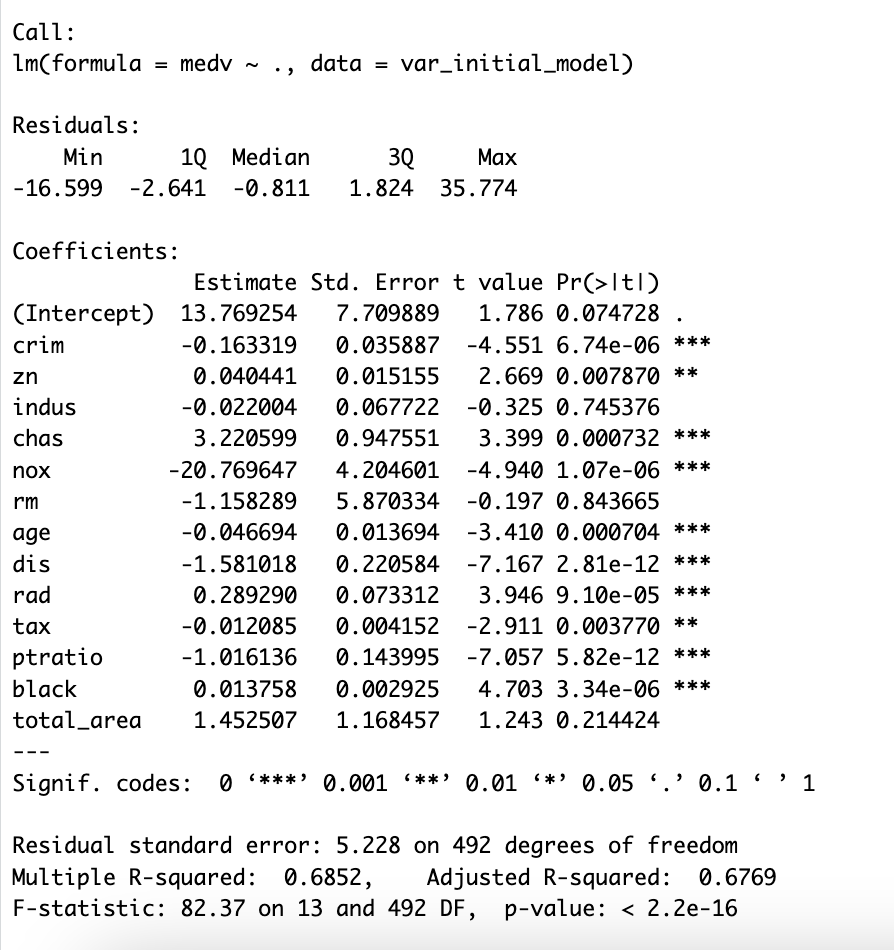 Call:
lm(formula = medv ~ ., data = var_initial_model)
Residuals:
Min 1Q Median 3Q Max
-16.599 -2.641 -0.811 1.824 35.774
Coefficients:
Estimate Std. Error t value Pr(>|t|)
(Intercept) 13.769254 7.709889 1.786 0.074728 .
crim -0.163319 0.035887 -4.551 6.74e-06 ***
zn 0.040441 0.015155 2.669 0.007870 **
indus -0.022004 0.067722 -0.325 0.745376
chas 3.220599 0.947551 3.399 0.000732 ***
nox -20.769647 4.204601 -4.940 1.07e-06 ***
rm -1.158289 5.870334 -0.197 0.843665
age -0.046694 0.013694 -3.410 0.000704 ***
dis -1.581018 0.220584 -7.167 2.81e-12 ***
rad 0.289290 0.073312 3.946 9.10e-05 ***
tax -0.012085 0.004152 -2.911 0.003770 **
ptratio -1.016136 0.143995 -7.057 5.82e-12 ***
black 0.013758 0.002925 4.703 3.34e-06 ***
total_area 1.452507 1.168457 1.243 0.214424
---
Signif. codes: 0 ‘***’ 0.001 ‘**’ 0.01 ‘*’ 0.05 ‘.’ 0.1 ‘ ’ 1
Residual standard error: 5.228 on 492 degrees of freedom
Multiple R-squared: 0.6852, Adjusted R-squared: 0.6769
F-statistic: 82.37 on 13 and 492 DF, p-value: < 2.2e-16